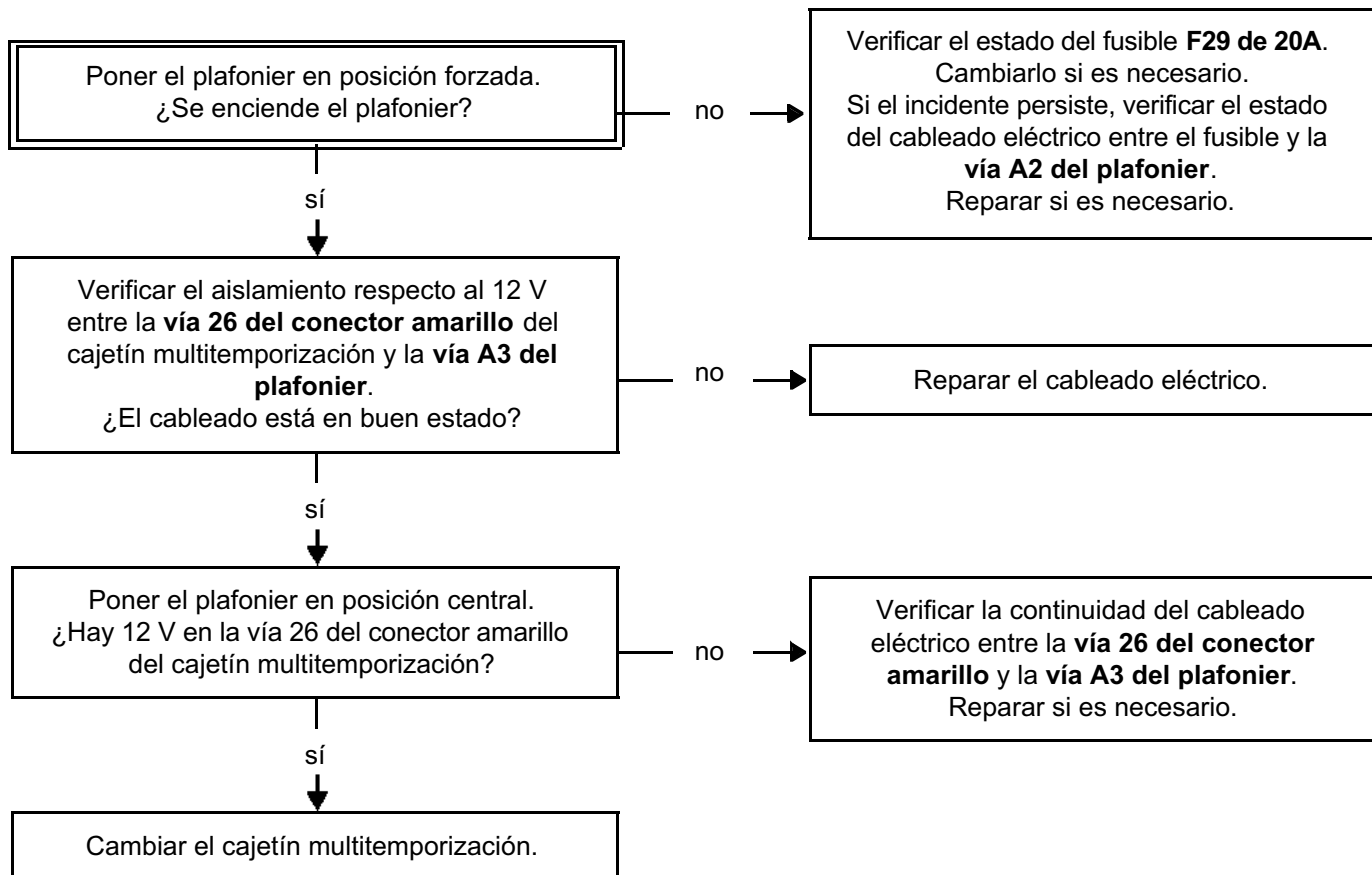 Poner el plafonier en posición forzada.
¿Se enciende el plafonier?
no
Verificar el estado del fusible F29 de 20A.
Cambiarlo si es necesario.
Si el incidente persiste, verificar el estado
del cableado eléctrico entre el fusible y la
vía A2 del plafonier.
Reparar si es necesario.
sí
Verificar el aislamiento respecto al 12 V
entre la vía 26 del conector amarillo del
cajetín multitemporización y la vía A3 del
plafonier.
¿El cableado está en buen estado?
no
Reparar el cableado eléctrico.
sí
Poner el plafonier en posición central.
¿Hay 12 V en la vía 26 del conector amarillo
del cajetín multitemporización?
no
Verificar la continuidad del cableado
eléctrico entre la vía 26 del conector
amarillo y la vía A3 del plafonier.
Reparar si es necesario.
sí
Cambiar el cajetín multitemporización.